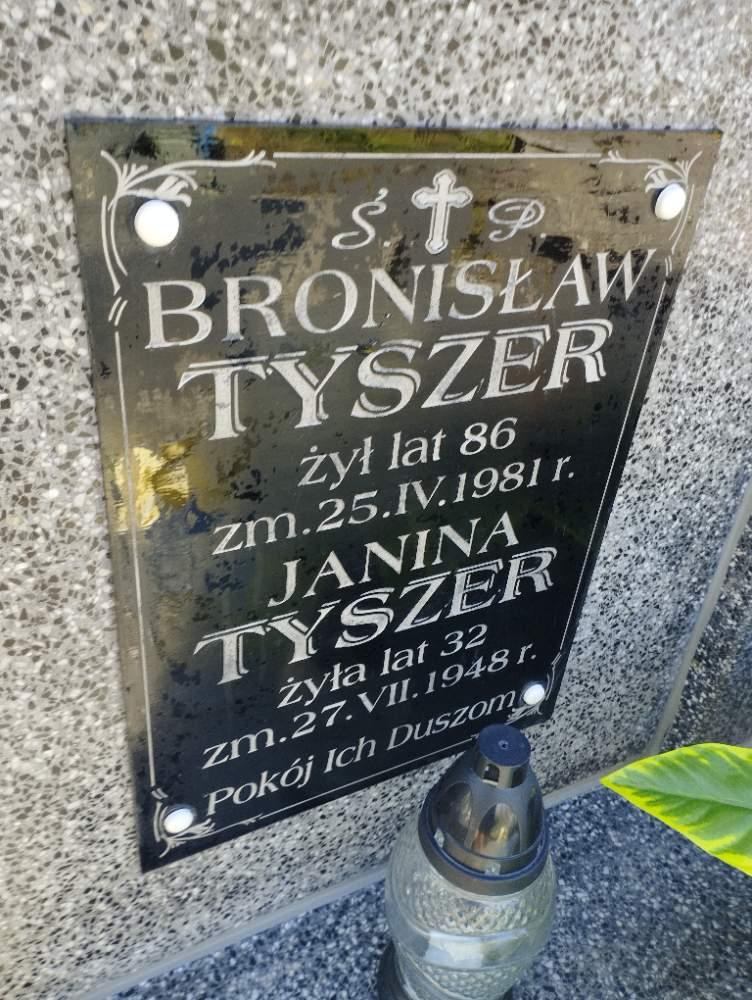 Ś. P.
BRONISŁAW
TYSZER
żył lat 86
zm. 25. IV. 1981 r.
JANINA
TYSZER
żyła lat 32
zm. 27. VII. 1948 r.
Pokój Ich Duszom